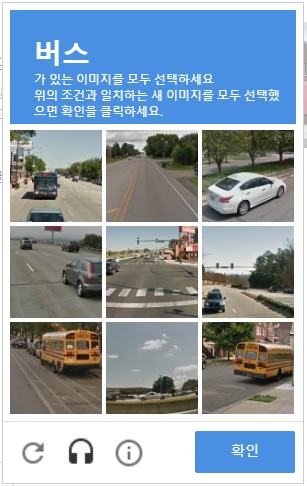 버스
가 있는 이미지를 모두 선택하세요
위의 조건과 일치하는 새 이미지를 모두 선택했
으면 확인을 클릭하세요.
확인